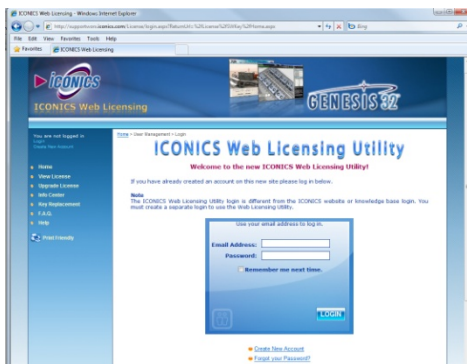 ICONICS Web Licensing - Windows Internet Explorer
Bing
File Edit View Favorites Tools Help
Favorites ICONICS Web Licensing
ICONICS
GENESIS32
ICONICS Web Licensing
You are not logged in
Login
Create New Account
Home > User Management > Login
ICONICS Web Licensing Utility
Welcome to the new ICONICS Web Licensing Utility!
If you have already created an account on this new site please log in below.
Note
The ICONICS Web Licensing Utility login is different from the ICONICS website or knowledge base login. You
must create a separate login to use the Web Licensing Utility.
Home
View License
Upgrade License
Info Center
Key Replacement
F.A.Q.
Help
Print Friendly
Use your email address to log in.
Email Address:
Password:
Remember me next time.
LOGIN
Create New Account
Forgot your Password?